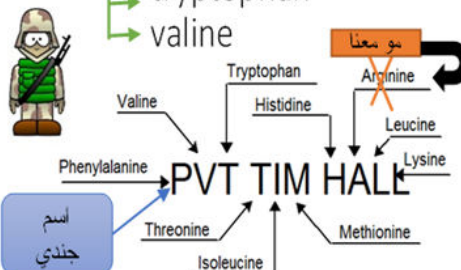 tryptophan
valine
مو معنا
Tryptophan
Arginine
Valine
Histidine
Leucine
Phenylalanine
Lysine
PVT TIM HALL
اسم
جندي
Threonine
Methionine
Isoleucine